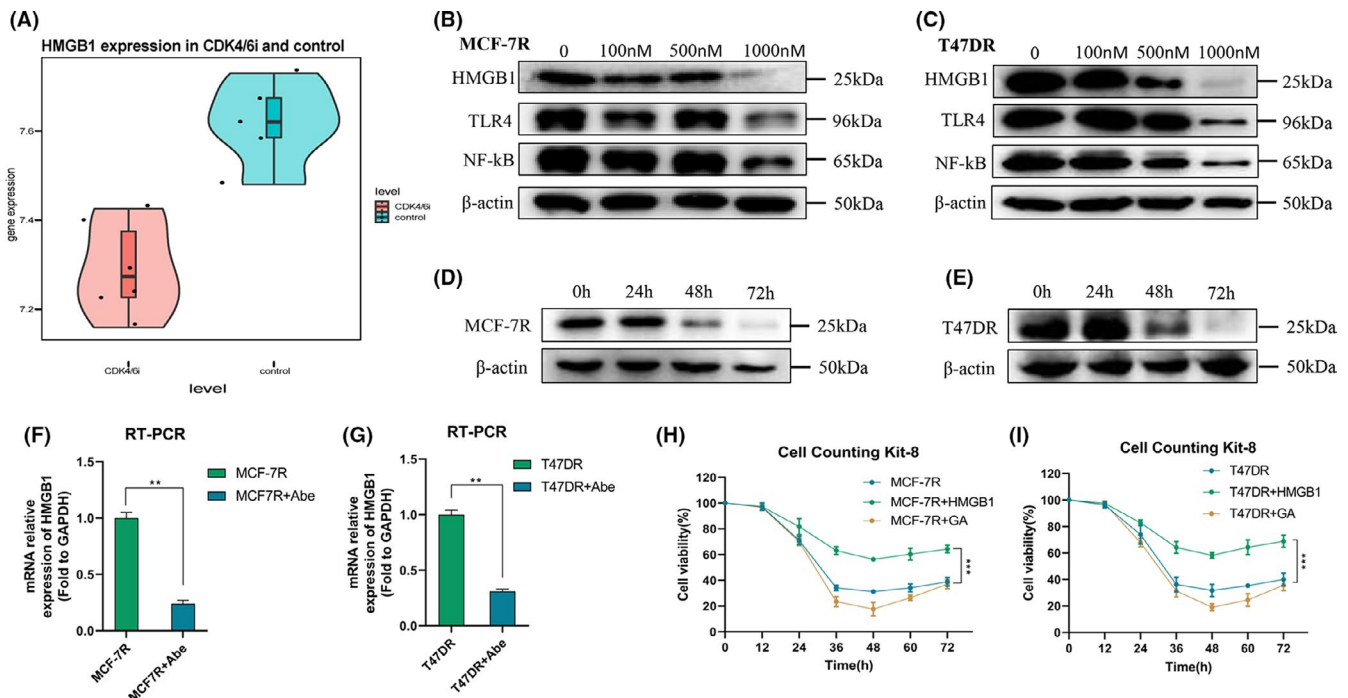 (A)
HMGB1 expression in CDK4/6i and control
gene expression
7.6
7.4
7.2
CDK4/6i
control
level
level
CDK4/6i
control
(B)
MCF-7R
0 100nM 500nM 1000nM
HMGB1 25kDa
TLR4 96kDa
NF-kB 65kDa
β-actin 50kDa
(C)
T47DR
0 100nM 500nM 1000nM
HMGB1 25kDa
TLR4 96kDa
NF-kB 65kDa
β-actin 50kDa
(D)
0h 24h 48h 72h
MCF-7R 25kDa
β-actin 50kDa
(E)
0h 24h 48h 72h
T47DR 25kDa
β-actin 50kDa
(F)
RT-PCR
mRNA relative
expression of HMGB1
(Fold to GAPDH)
1.5
1.0
0.5
0.0
**
MCF-7R
MCF7R+Abe
MCF-7R
MCF7R+Abe
(G)
RT-PCR
mRNA relative
expression of HMGB1
(Fold to GAPDH)
1.5
1.0
0.5
0.0
**
T47DR
T47DR+Abe
T47DR
T47DR+Abe
(H)
Cell Counting Kit-8
Cell viability(%)
120
100
80
60
40
20
0
0 12 24 36 48 60 72
Time(h)
MCF-7R
MCF-7R+HMGB1
MCF-7R+GA
***
(I)
Cell Counting Kit-8
Cell viability(%)
120
100
80
60
40
20
0
0 12 24 36 48 60 72
Time(h)
T47DR
T47DR+HMGB1
T47DR+GA
***